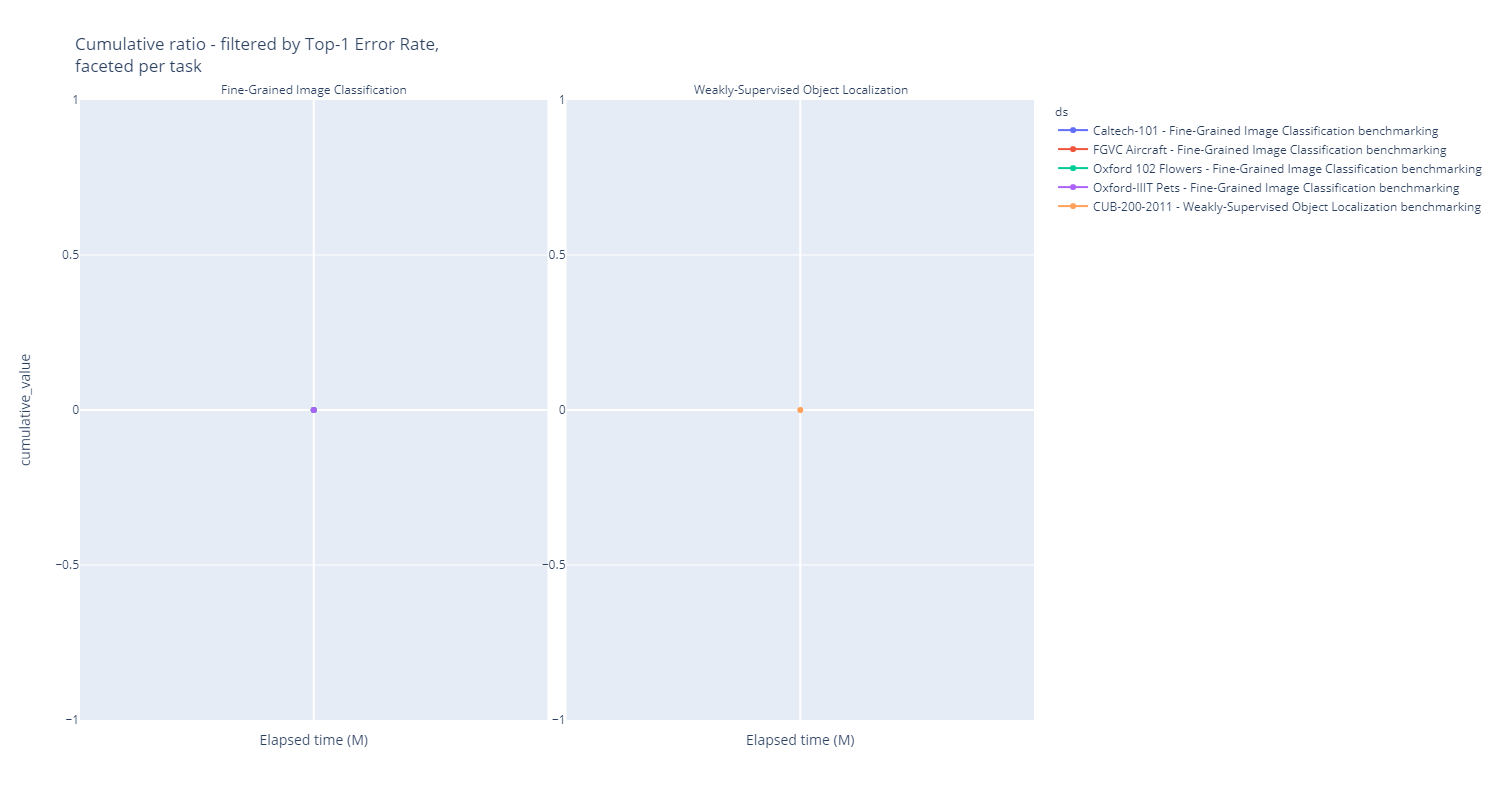 Cumulative ratio - filtered by Top-1 Error Rate,
faceted per task
Fine-Grained Image Classification
Weakly-Supervised Object Localization
1
0.5
0
−0.5
−1
1
0.5
0
−0.5
−1
cumulative_value
Elapsed time (M)
Elapsed time (M)
ds
Caltech-101 - Fine-Grained Image Classification benchmarking
FGVC Aircraft - Fine-Grained Image Classification benchmarking
Oxford 102 Flowers - Fine-Grained Image Classification benchmarking
Oxford-IIIT Pets - Fine-Grained Image Classification benchmarking
CUB-200-2011 - Weakly-Supervised Object Localization benchmarking